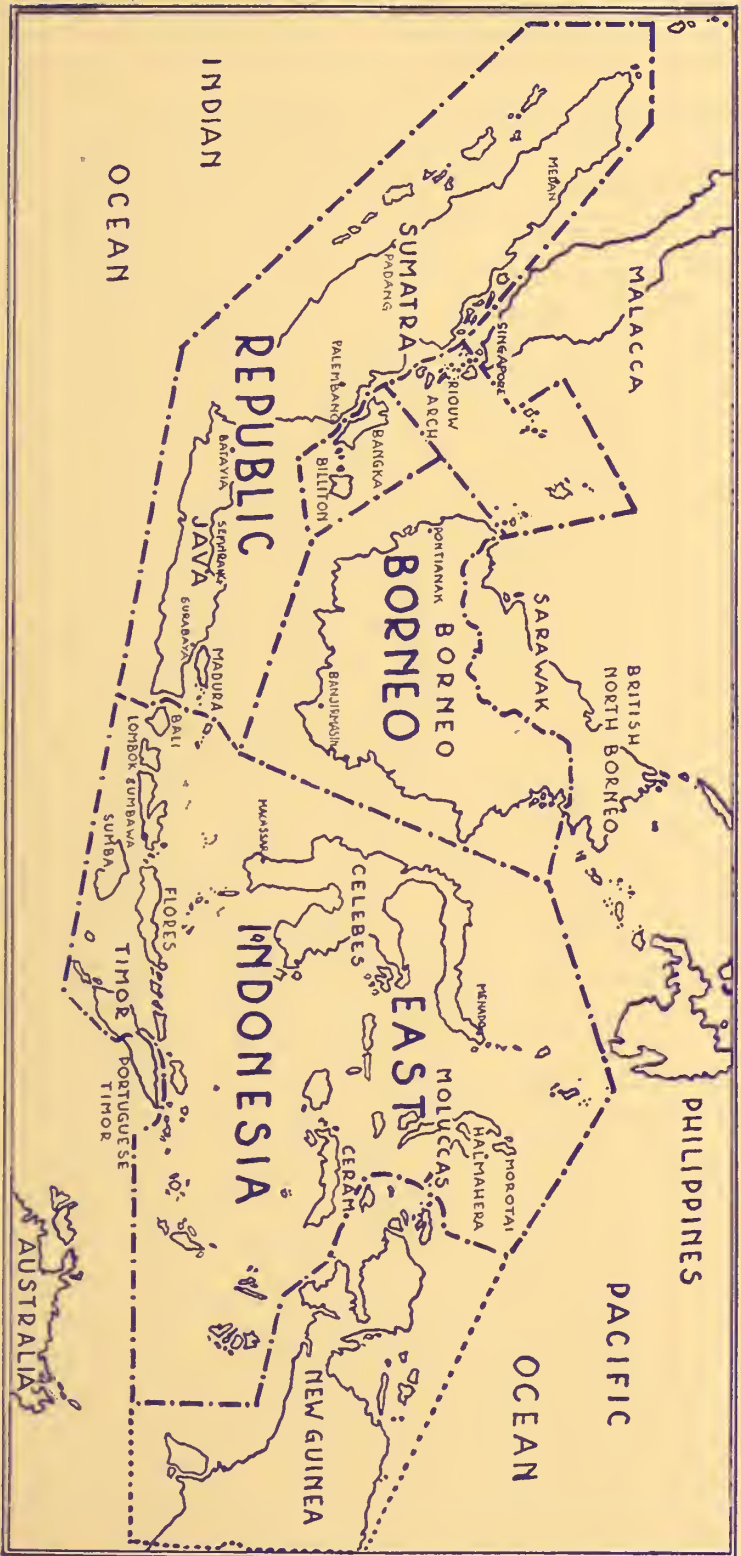 INDIAN
OCEAN
MALACCA
MEDAN
SUMATRA
PADANG
SINGAPORE
RIOUW
ARCH.
PALEMBANG
BANGKA
BILLITON
REPUBLIC
BATAVIA
SEMARANG
JAVA
SURABAYA
MADURA
PONTIANAK
BORNEO
BORNEO
BANJIRMASIN
SARAWAK
BRITISH
NORTH BORNEO
BALI
LOMBOK
SUMBAWA
SUMBA
FLORES
TIMOR
PORTUGUESE
TIMOR
MACASSAR
CELEBES
MENADO
EAST
INDONESIA
MOLUCCAS
HALMAHERA
MOROTAI
CERAM
PHILIPPINES
PACIFIC
OCEAN
NEW GUINEA
AUSTRALIA